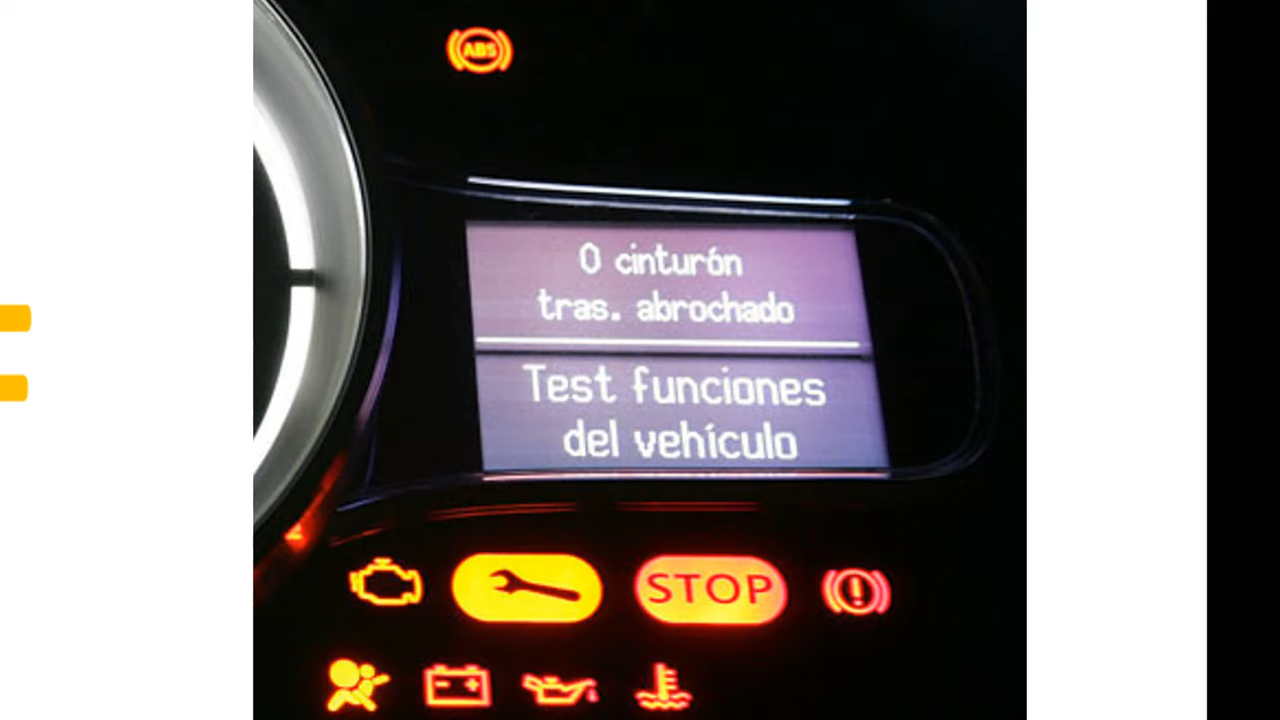 ABS
0 cinturón
tras. abrochado
Test funciones
del vehículo
STOP